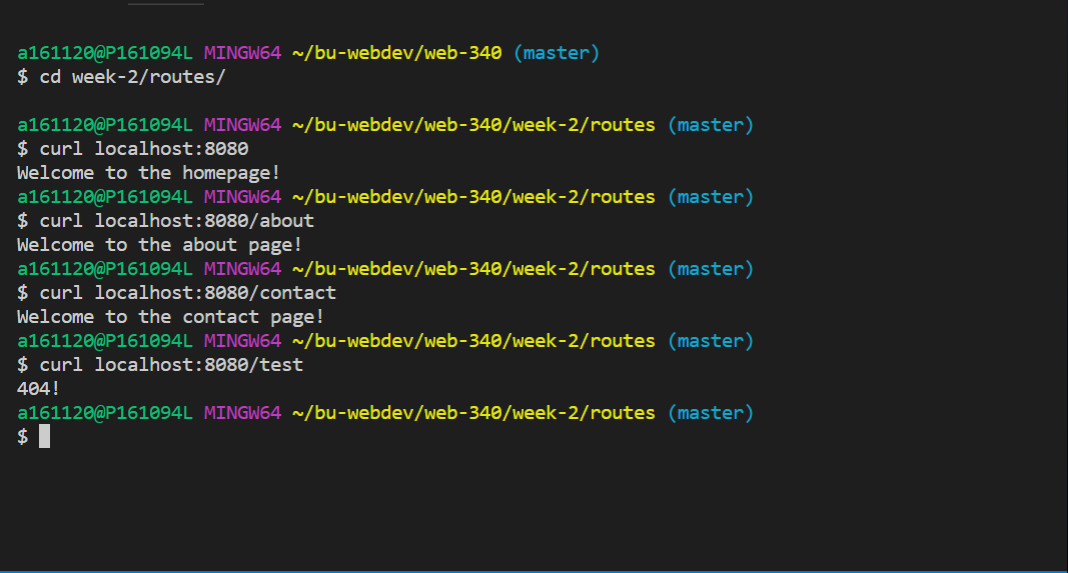 a161120@P161094L MINGW64 ~/bu-webdev/web-340 (master)
$ cd week-2/routes/
a161120@P161094L MINGW64 ~/bu-webdev/web-340/week-2/routes (master)
$ curl localhost:8080
Welcome to the homepage!
a161120@P161094L MINGW64 ~/bu-webdev/web-340/week-2/routes (master)
$ curl localhost:8080/about
Welcome to the about page!
a161120@P161094L MINGW64 ~/bu-webdev/web-340/week-2/routes (master)
$ curl localhost:8080/contact
Welcome to the contact page!
a161120@P161094L MINGW64 ~/bu-webdev/web-340/week-2/routes (master)
$ curl localhost:8080/test
404!
a161120@P161094L MINGW64 ~/bu-webdev/web-340/week-2/routes (master)
$